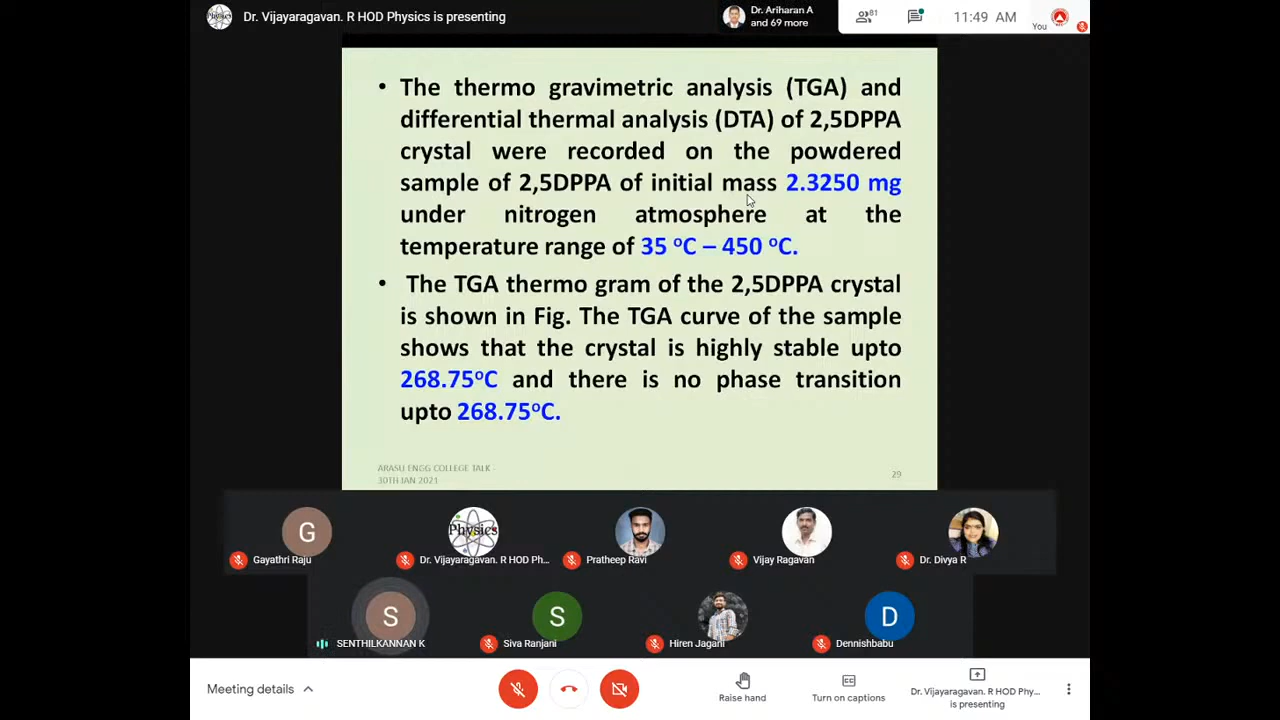 Dr. Vijayaragavan. R HOD Physics is presenting
Dr. Ariharan A
and 69 more
81
11:49 AM
You
Physics
• The thermo gravimetric analysis (TGA) and
differential thermal analysis (DTA) of 2,5DPPA
crystal were recorded on the powdered
sample of 2,5DPPA of initial mass 2.3250 mg
under nitrogen atmosphere at the
temperature range of 35 ᵒC – 450 ᵒC.
• The TGA thermo gram of the 2,5DPPA crystal
is shown in Fig. The TGA curve of the sample
shows that the crystal is highly stable upto
268.75ᵒC and there is no phase transition
upto 268.75ᵒC.
ARASU ENGG COLLEGE TALK -
30TH JAN 2021
29
G
Physics
Gayathri Raju
Dr. Vijayaragavan. R HOD Ph...
Pratheep Ravi
Vijay Ragavan
Dr. Divya R
S
S
D
SENTHILKANNAN K
Siva Ranjani
Hiren Jagani
Dennishbabu
Meeting details
Raise hand
CC
Turn on captions
Dr. Vijayaragavan. R HOD Phy...
is presenting